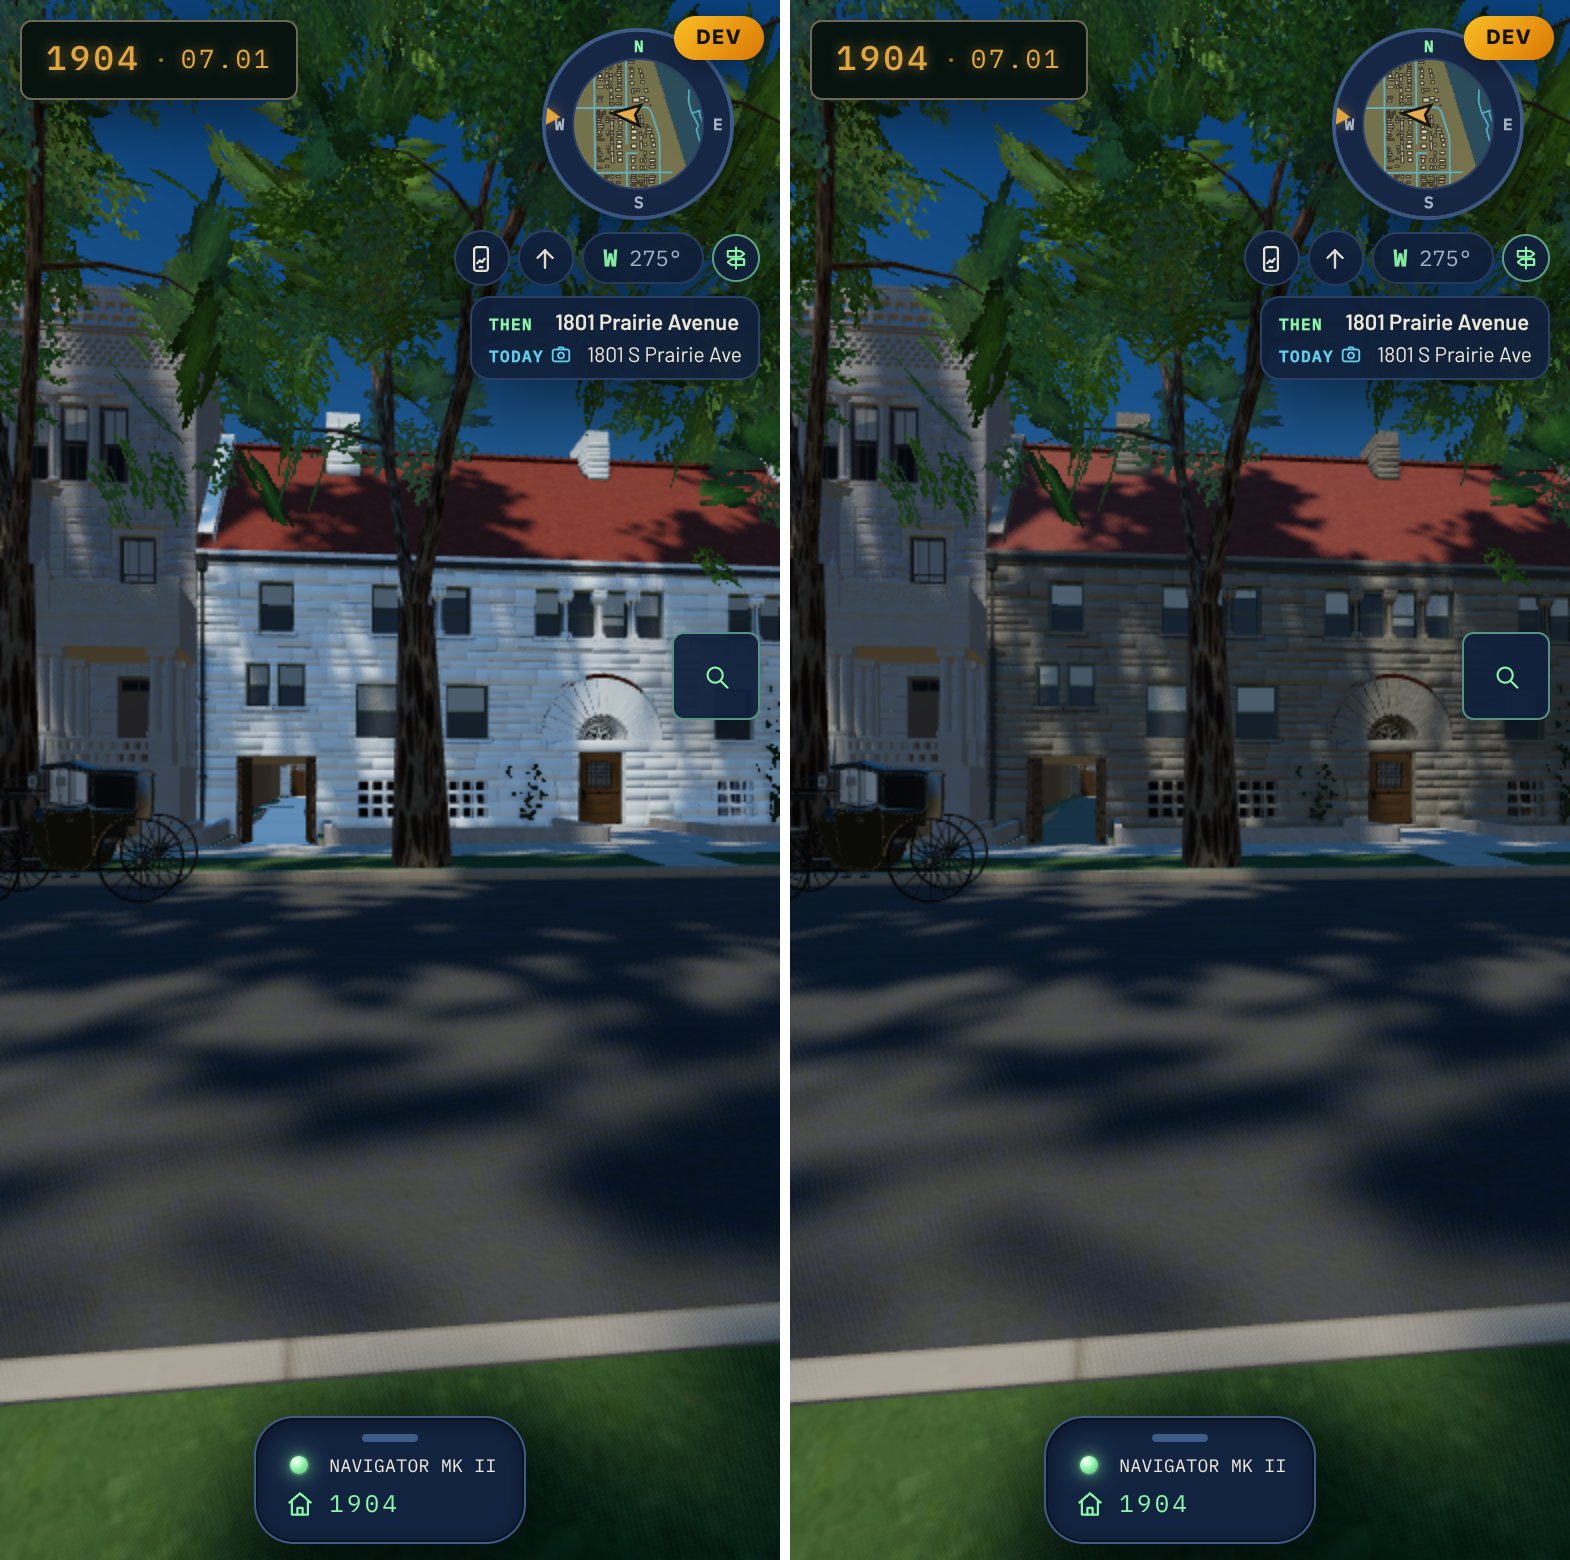 1904 · 07.01
DEV
N
W
E
S
W 275°
THEN 1801 Prairie Avenue
TODAY 1801 S Prairie Ave
NAVIGATOR MK II
1904
1904 · 07.01
DEV
N
W
E
S
W 275°
THEN 1801 Prairie Avenue
TODAY 1801 S Prairie Ave
NAVIGATOR MK II
1904